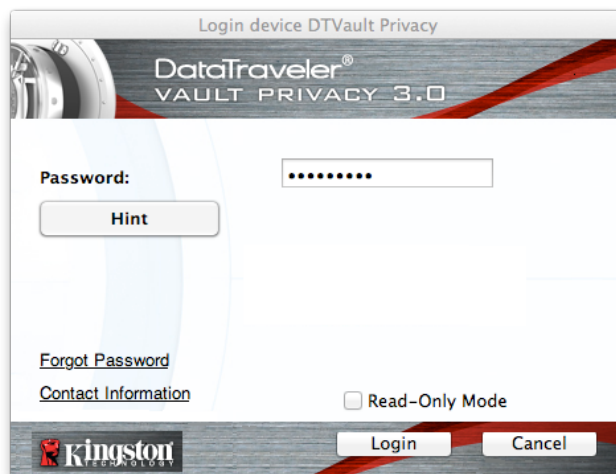 Login device DTVault Privacy
DataTraveler®
VAULT PRIVACY 3.0
Password: •••••••••
Hint
Forgot Password
Contact Information
Read-Only Mode
Kingston
TECHNOLOGY
Login
Cancel